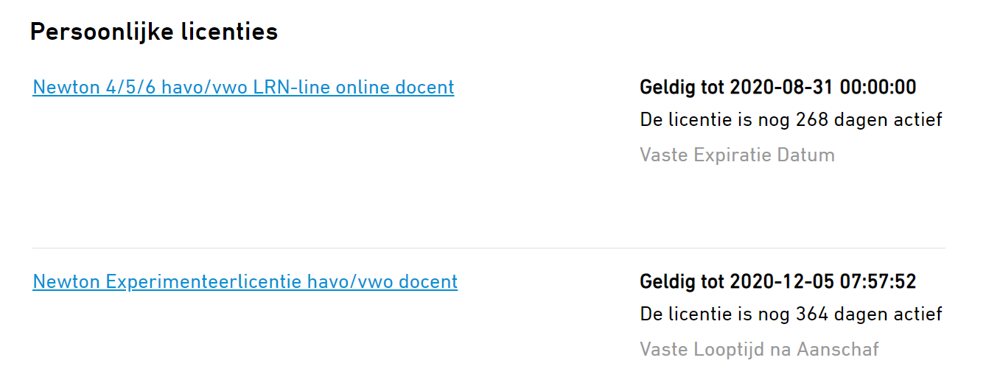 Persoonlijke licenties
Newton 4/5/6 havo/vwo LRN-line online docent
Geldig tot 2020-08-31 00:00:00
De licentie is nog 268 dagen actief
Vaste Expiratie Datum
Newton Experimenteerlicentie havo/vwo docent
Geldig tot 2020-12-05 07:57:52
De licentie is nog 364 dagen actief
Vaste Looptijd na Aanschaf